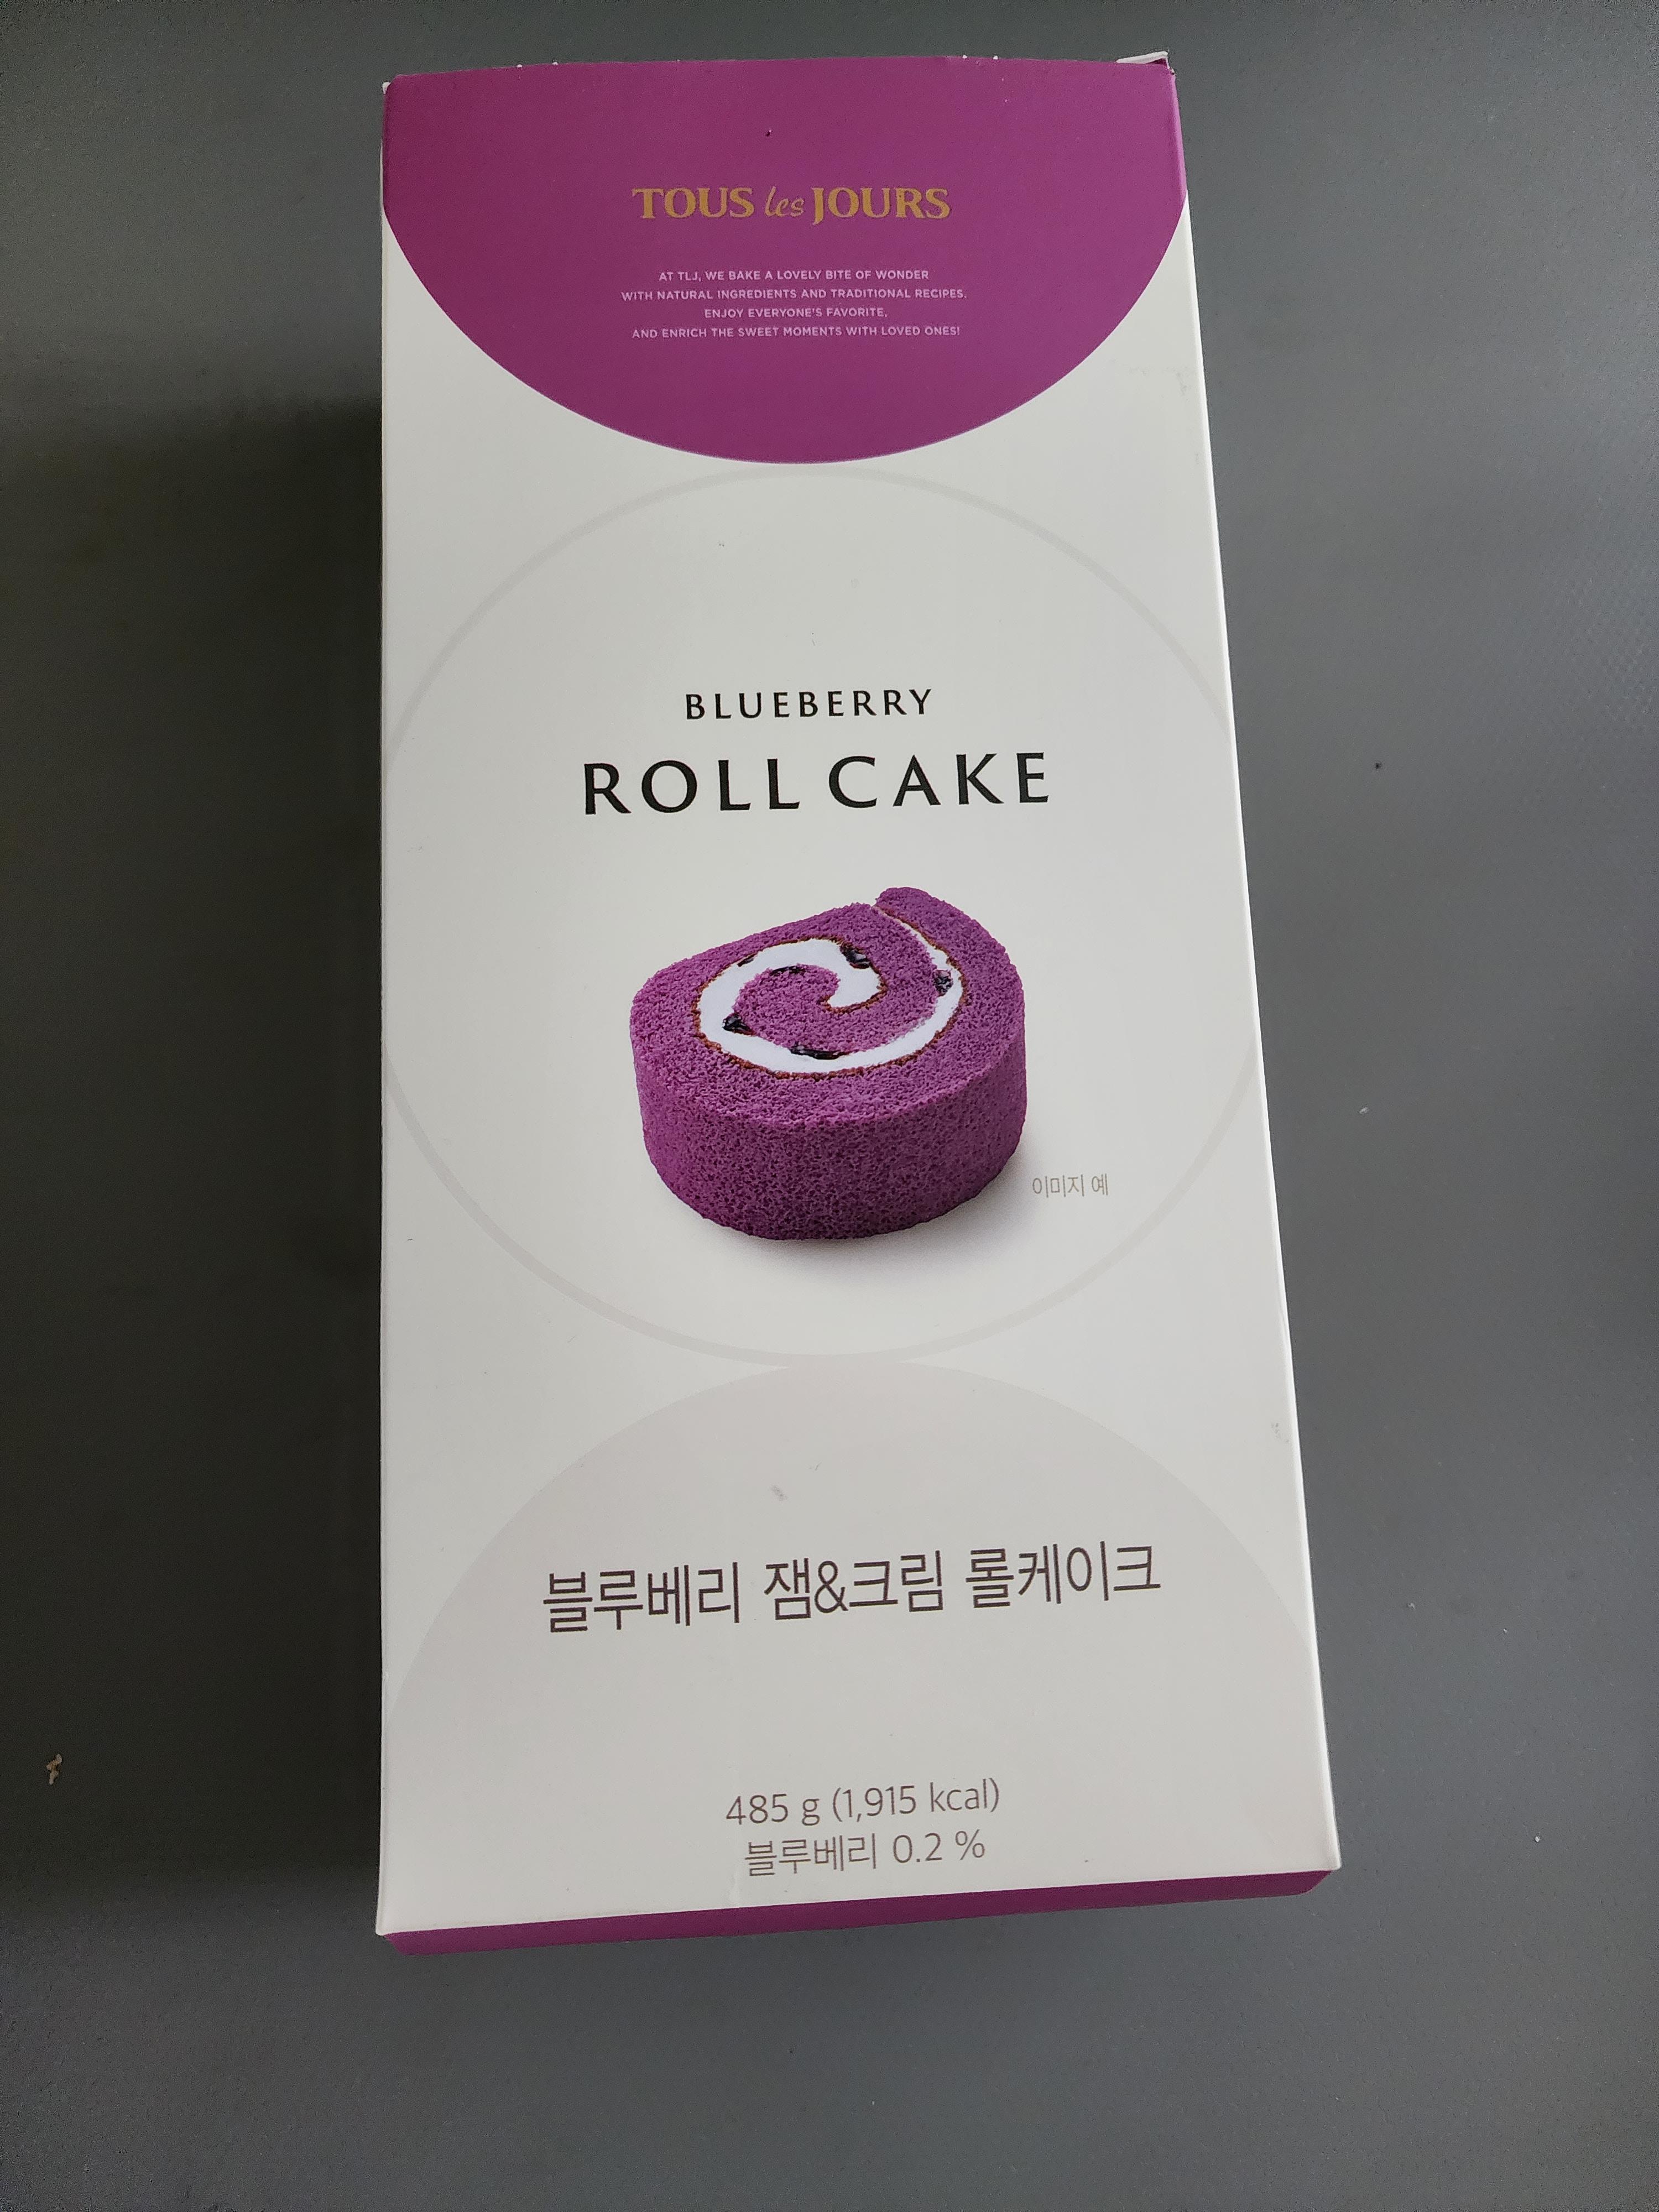 TOUS les JOURS
AT TLJ, WE BAKE A LOVELY BITE OF WONDER
WITH NATURAL INGREDIENTS AND TRADITIONAL RECIPES.
ENJOY EVERYONE'S FAVORITE,
AND ENRICH THE SWEET MOMENTS WITH LOVED ONES!
BLUEBERRY
ROLL CAKE
이미지 예
블루베리 잼&크림 롤케이크
485 g (1,915 kcal)
블루베리 0.2 %